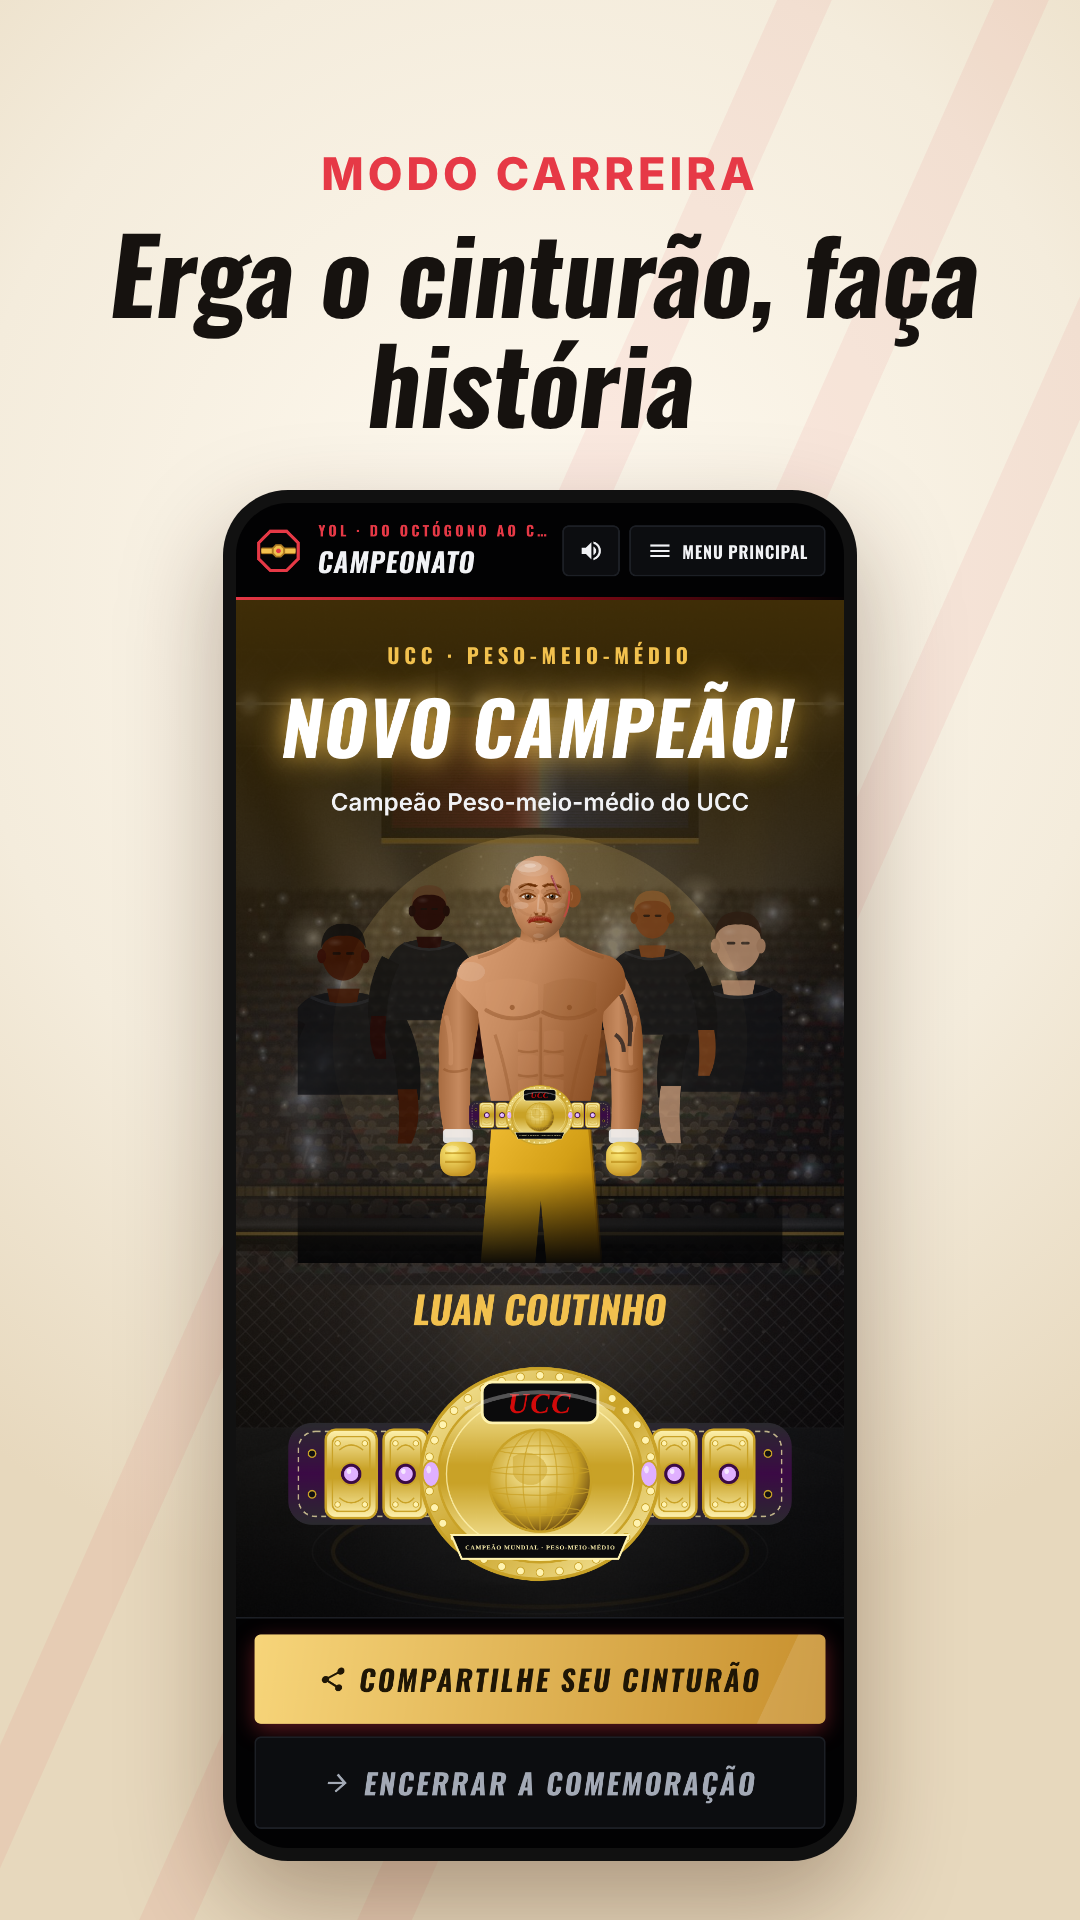 MODO CARREIRA
Erga o cinturão, faça
história
YOL · DO OCTÓGONO AO C…
CAMPEONATO
MENU PRINCIPAL
UCC · PESO-MEIO-MÉDIO
NOVO CAMPEÃO!
Campeão Peso-meio-médio do UCC
UCC
LUAN COUTINHO
UCC
CAMPEÃO MUNDIAL · PESO-MEIO-MÉDIO
COMPARTILHE SEU CINTURÃO
ENCERRAR A COMEMORAÇÃO